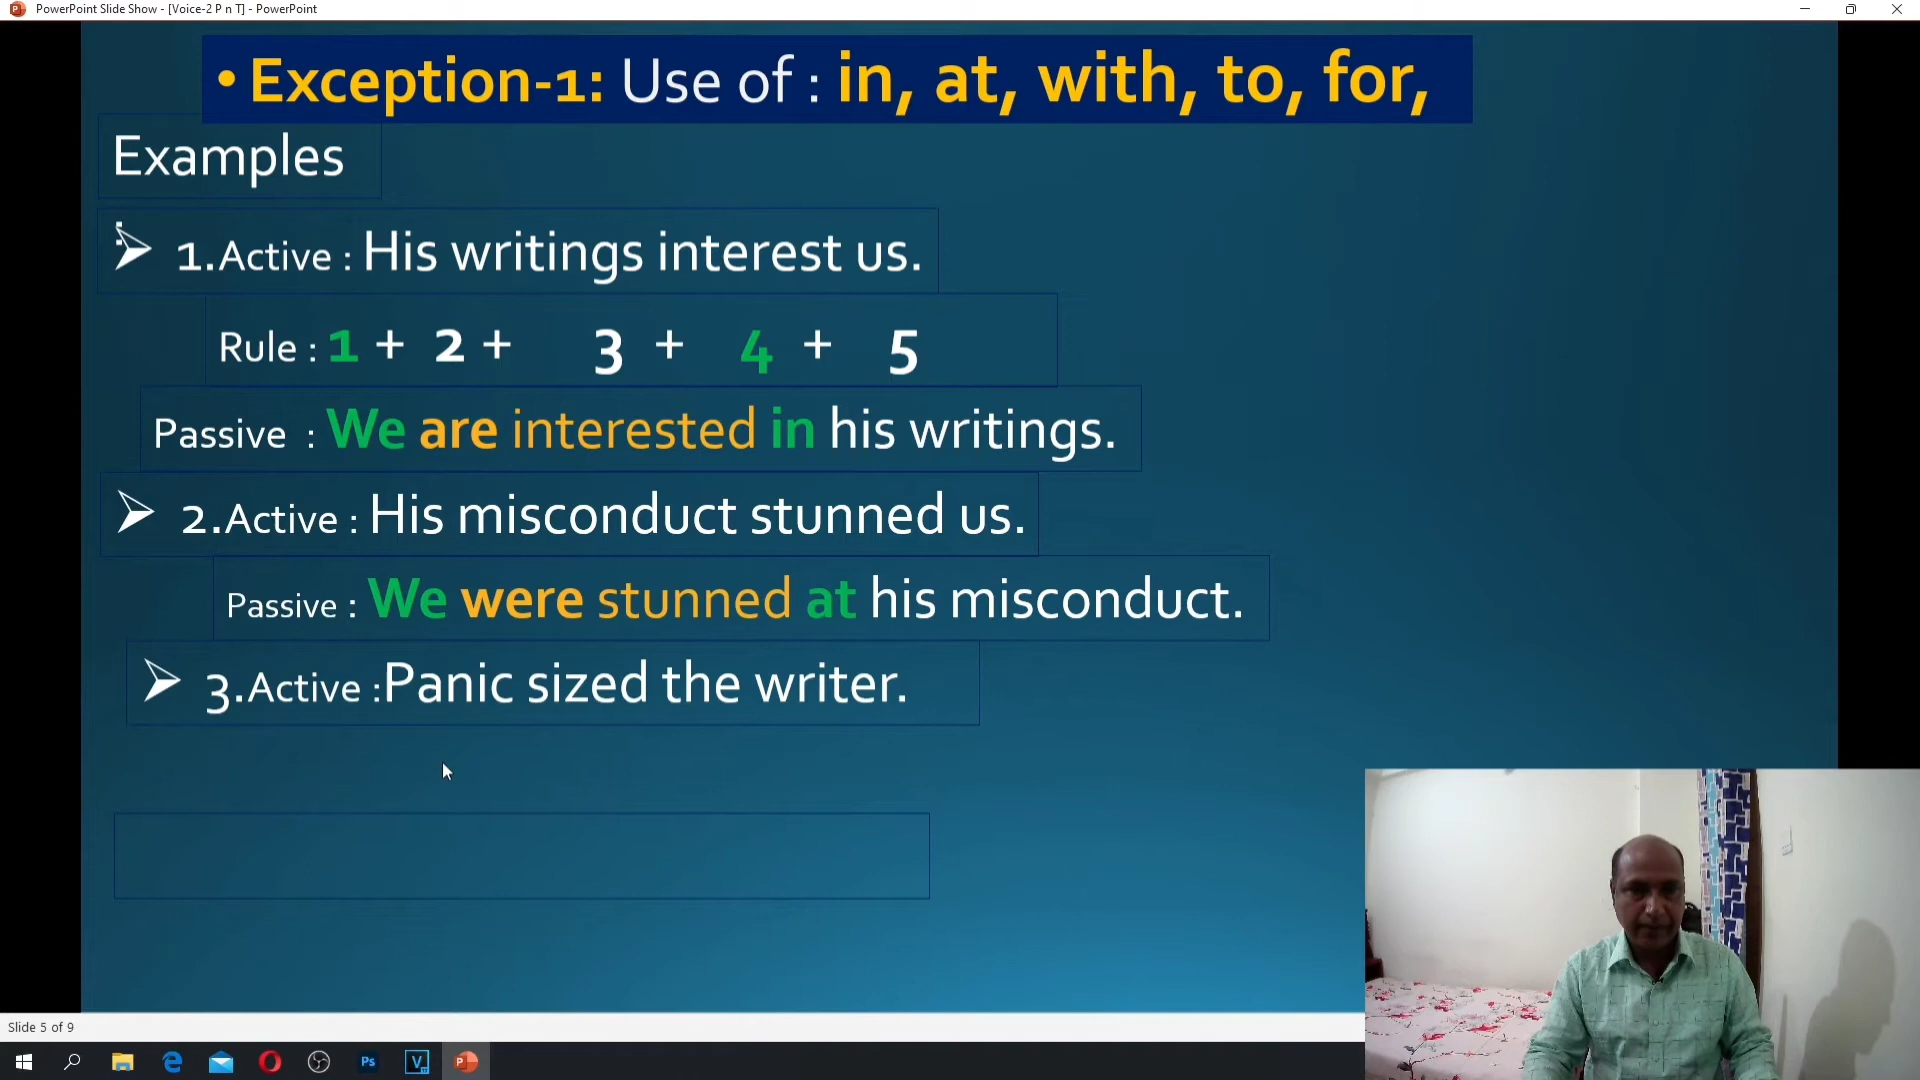 PowerPoint Slide Show - [Voice-2 P n T] - PowerPoint
• Exception-1: Use of : in, at, with, to, for,
Examples
:
➢ 1.Active : His writings interest us.
Rule : 1 + 2 + 3 + 4 + 5
Passive : We are interested in his writings.
➢ 2.Active : His misconduct stunned us.
Passive : We were stunned at his misconduct.
➢ 3.Active :Panic sized the writer.
Slide 5 of 9